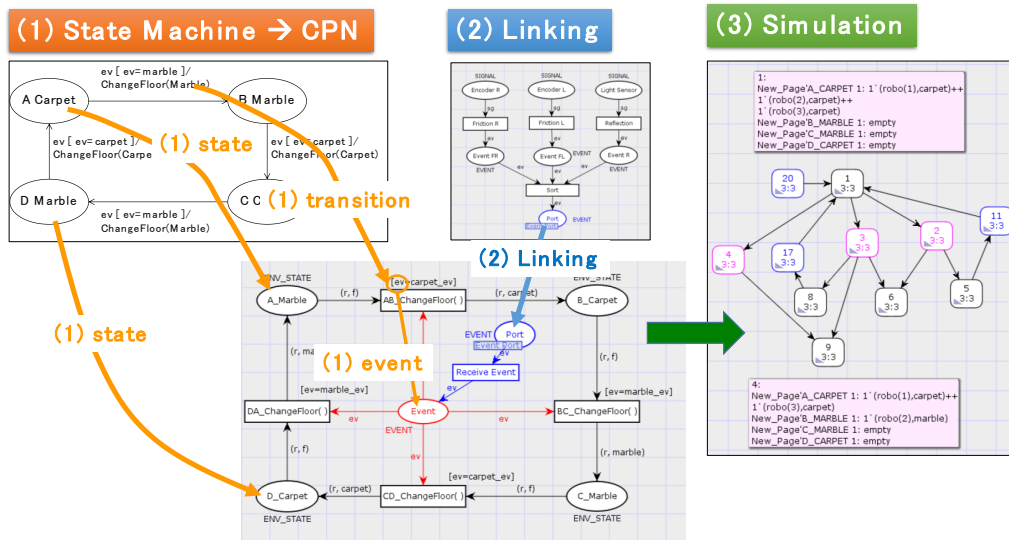 (1) State Machine → CPN
(2) Linking
(3) Simulation
ev [ ev=marble ]/
ChangeFloor(Marble)
A Carpet
B Marble
(1) state
ev [ev=carpet ]/
ChangeFloor(Carpe
ev [ ev=carpet ]/
ChangeFloor(Carpet)
D Marble
C C
(1) transition
ev [ ev=marble ]/
ChangeFloor(Marble)
SIGNAL
SIGNAL
SIGNAL
Encoder R
Encoder L
Light Sensor
sg
sg
sg
Friction R
Friction L
Reflection
ev
ev
ev
Event FR
Event FL
EVENT
Event R
EVENT
EVENT
ev
ev
ev
Sort
ev
Port
EVENT
Event Port
(2) Linking
1:
New_Page'A_CARPET 1: 1`(robo(1),carpet)++
1`(robo(2),carpet)++
1`(robo(3),carpet)
New_Page'B_MARBLE 1: empty
New_Page'C_MARBLE 1: empty
New_Page'D_CARPET 1: empty
20
3:3
1
3:3
11
3:3
2
3:3
3
3:3
4
3:3
17
3:3
8
3:3
6
3:3
5
3:3
9
3:3
4:
New_Page'A_CARPET 1: 1`(robo(1),carpet)++
1`(robo(3),carpet)
New_Page'B_MARBLE 1: 1`(robo(2),marble)
New_Page'C_MARBLE 1: empty
New_Page'D_CARPET 1: empty
ENV_STATE
[ev=carpet_ev]
ENV_STATE
A_Marble
(r, f)
AB_ChangeFloor( )
(r, carpet)
B_Carpet
(1) state
EVENT
Port
Event Port
ev
(r, ma
(1) event
Receive Event
(r, f)
ev
[ev=marble_ev]
[ev=marble_ev]
DA_ChangeFloor( )
ev
Event
ev
BC_ChangeFloor( )
EVENT
(r, f)
ev
(r, marble)
[ev=carpet_ev]
D_Carpet
(r, carpet)
CD_ChangeFloor( )
(r, f)
C_Marble
ENV_STATE
ENV_STATE